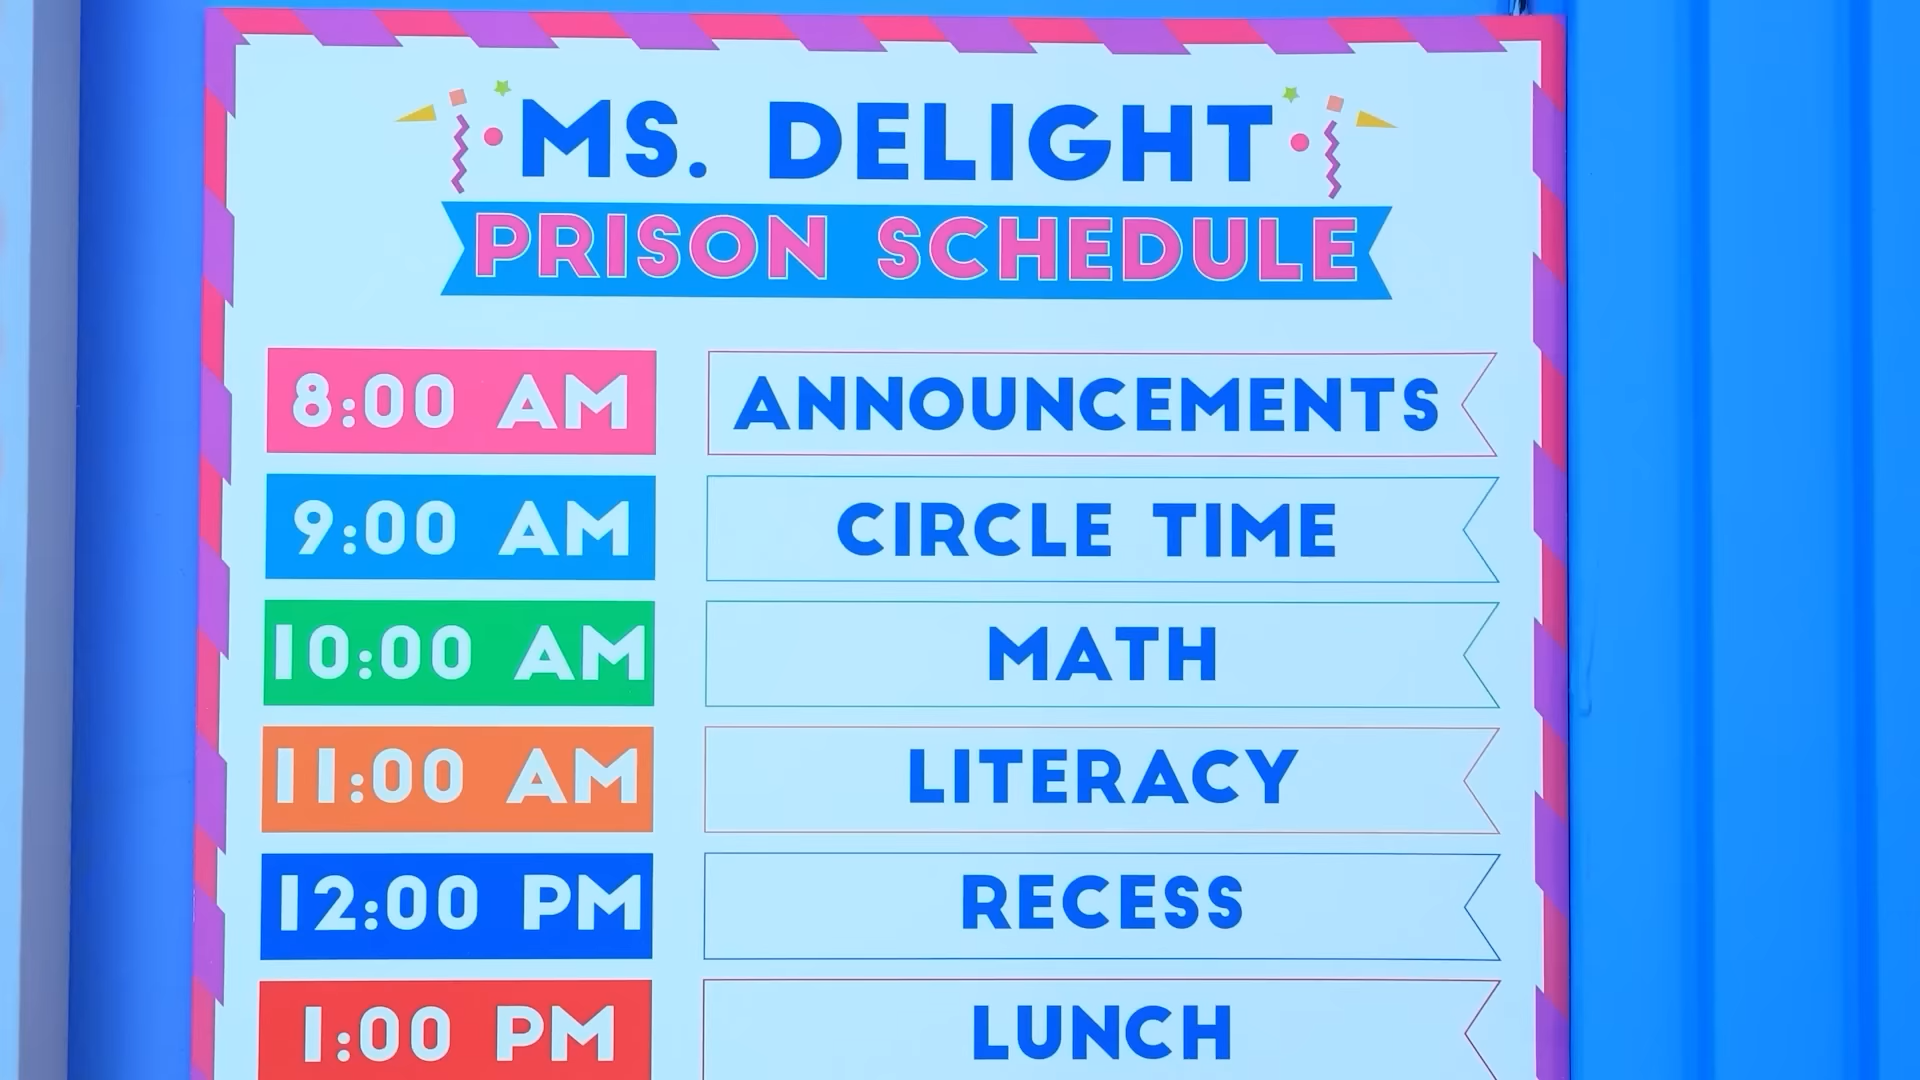 MS. DELIGHT
PRISON SCHEDULE
8:00 AM ANNOUNCEMENTS
9:00 AM CIRCLE TIME
10:00 AM MATH
11:00 AM LITERACY
12:00 PM RECESS
1:00 PM LUNCH